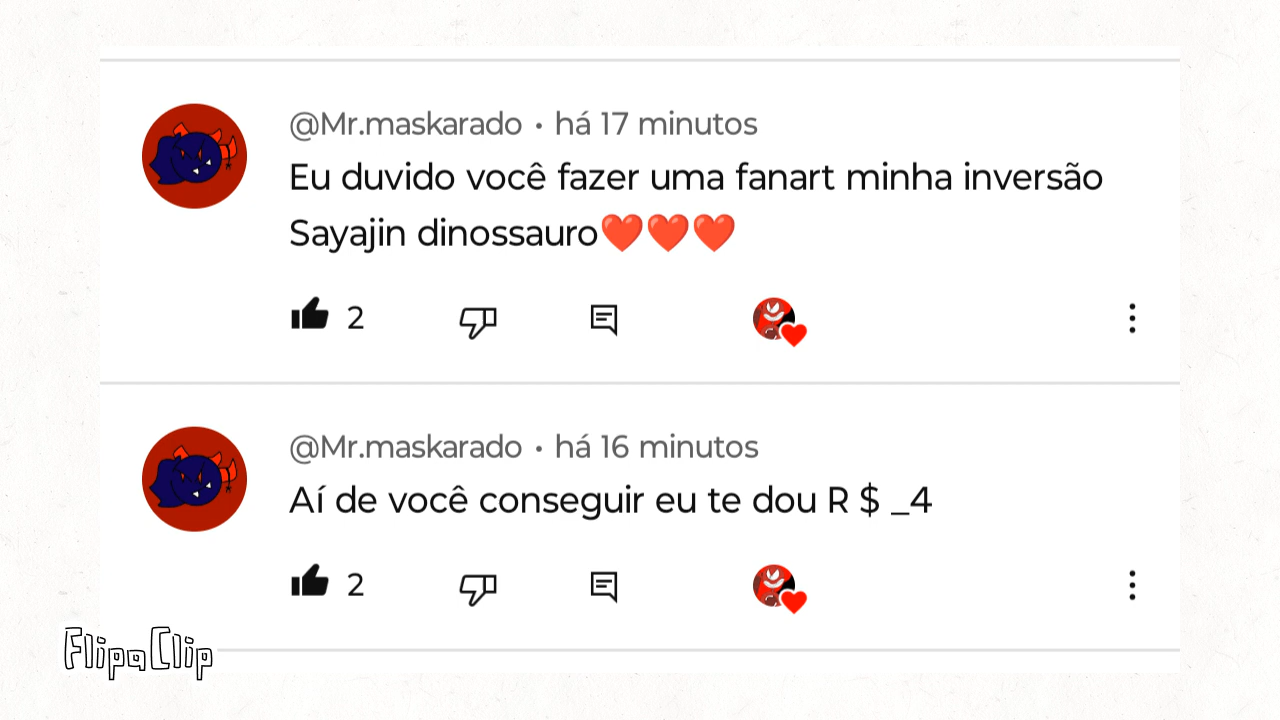 @Mr.maskarado • há 17 minutos
Eu duvido você fazer uma fanart minha inversão
Sayajin dinossauro❤️❤️❤️
2
@Mr.maskarado • há 16 minutos
Aí de você conseguir eu te dou R $ _4
2
FlipaClip